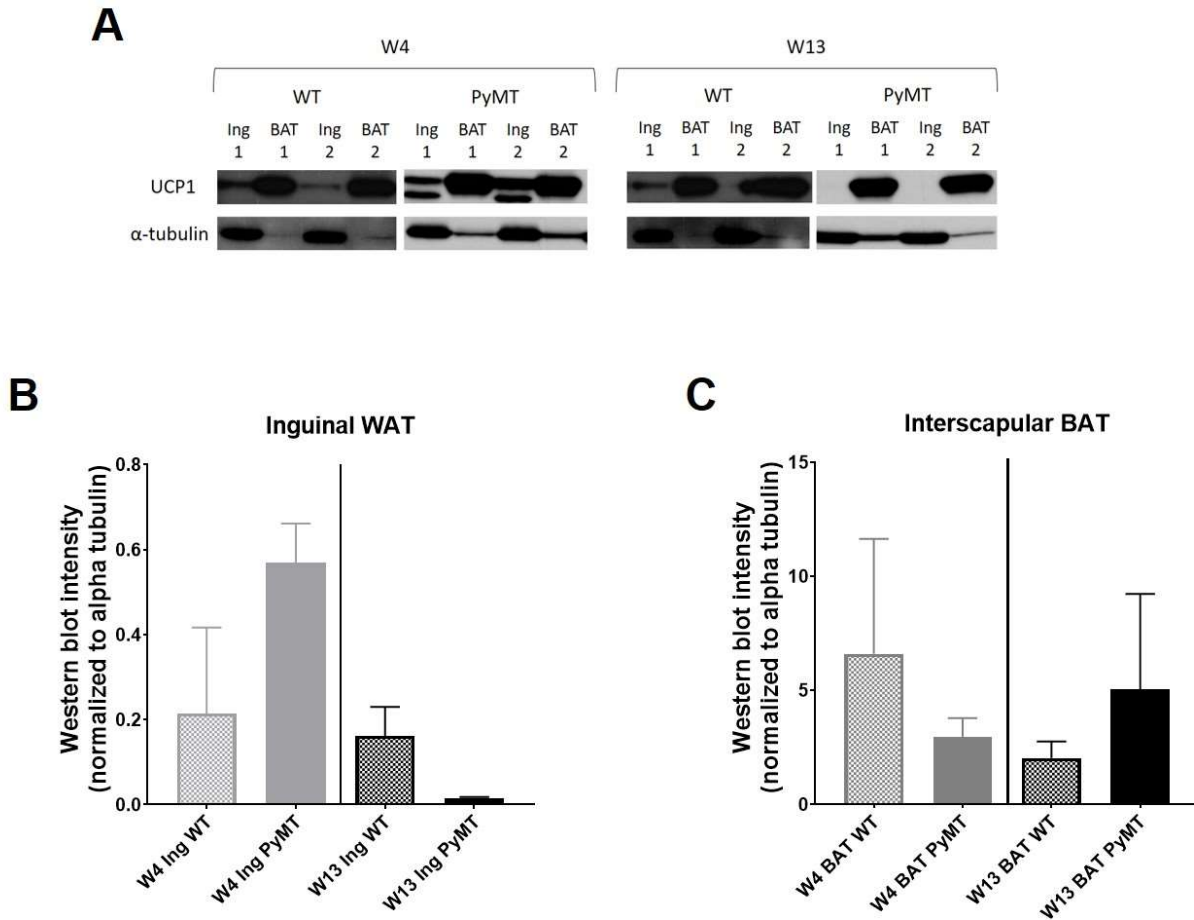 A
W4
W13
WT
PyMT
WT
PyMT
Ing BAT Ing BAT Ing BAT Ing BAT Ing BAT Ing BAT Ing BAT Ing BAT
1 1 2 2 1 1 2 2 1 1 2 2 1 1 2 2
UCP1
α-tubulin
B
Inguinal WAT
Western blot intensity
(normalized to alpha tubulin)
0.8
0.6
0.4
0.2
0.0
W4 Ing WT
W4 Ing PyMT
W13 Ing WT
W13 Ing PyMT
C
Interscapular BAT
Western blot intensity
(normalized to alpha tubulin)
15
10
5
0
W4 BAT WT
W4 BAT PyMT
W13 BAT WT
W13 BAT PyMT